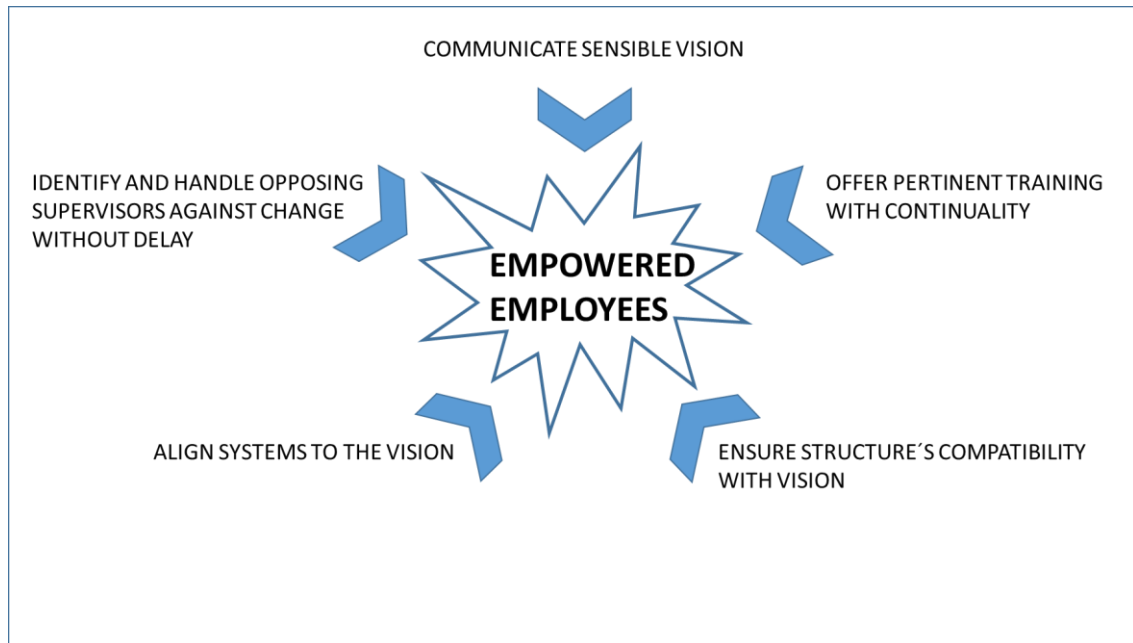 COMMUNICATE SENSIBLE VISION
IDENTIFY AND HANDLE OPPOSING
SUPERVISORS AGAINST CHANGE
WITHOUT DELAY
OFFER PERTINENT TRAINING
WITH CONTINUALITY
EMPOWERED
EMPLOYEES
ALIGN SYSTEMS TO THE VISION
ENSURE STRUCTURE´S COMPATIBILITY
WITH VISION